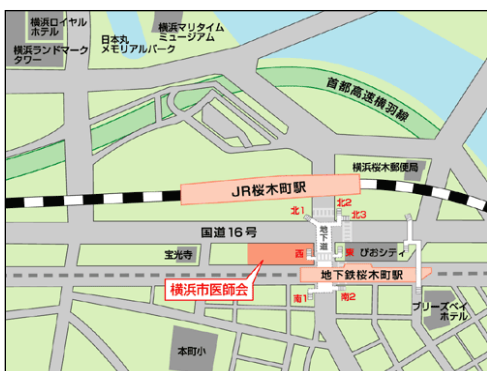 横浜ロイヤル
ホテル
横浜ランドマーク
タワー
日本丸
メモリアルパーク
横浜マリタイム
ミュージアム
首都高速横羽線
横浜桜木郵便局
JR桜木町駅
北1
北2
北3
国道16号
地下道
宝光寺
西
東
ぴおシティ
地下鉄桜木町駅
横浜市医師会
南1
南2
ブリーズベイ
ホテル
本町小